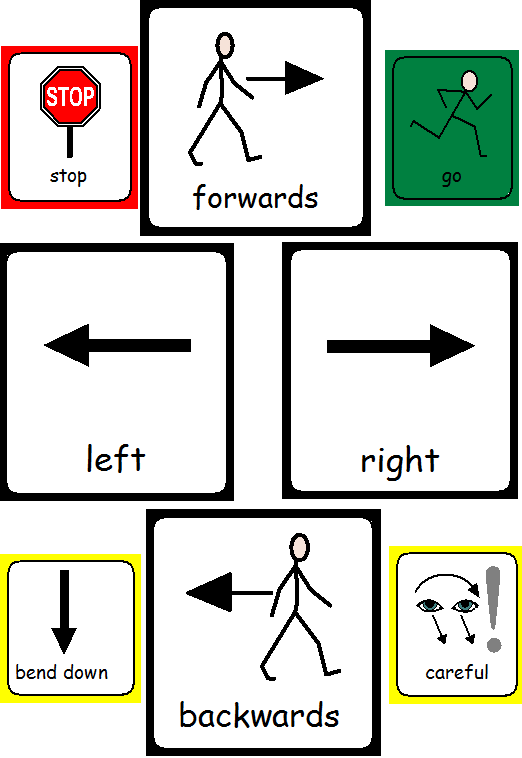 STOP
stop
forwards
go
left
right
bend down
backwards
careful